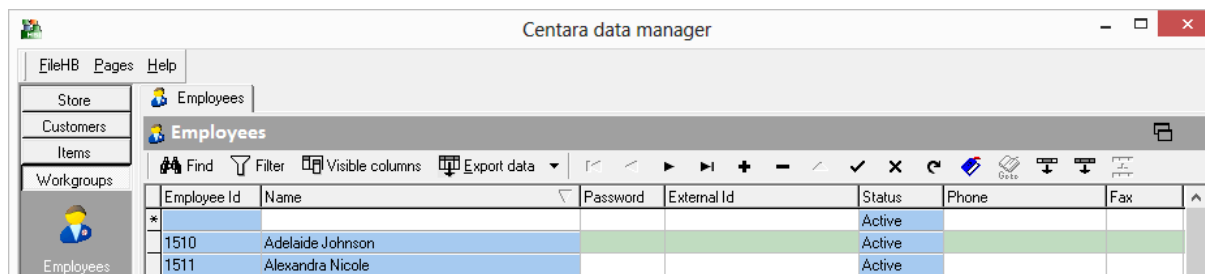 Centara data manager
FileHB Pages Help
Store
Customers
Items
Workgroups
Employees
Employees
Employees
Find Filter Visible columns Export data Goto
Employee Id Name Password External Id Status Phone Fax
* Active
1510 Adelaide Johnson Active
1511 Alexandra Nicole Active